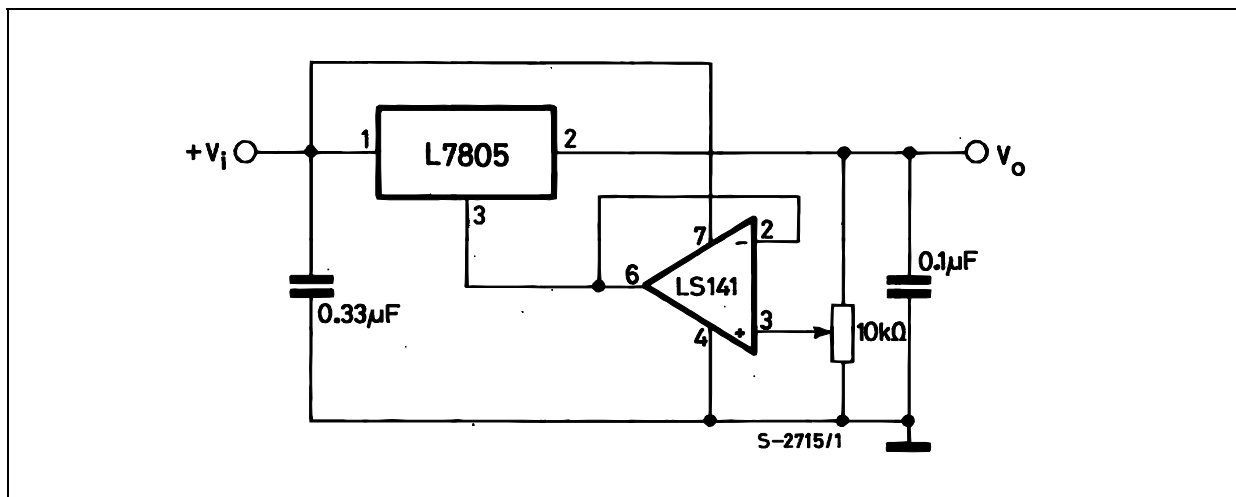 +Vi
1
L7805
2
Vo
3
7
2
-
6
LS141
0.1µF
0.33µF
3
+
4
10kΩ
S-2715/1